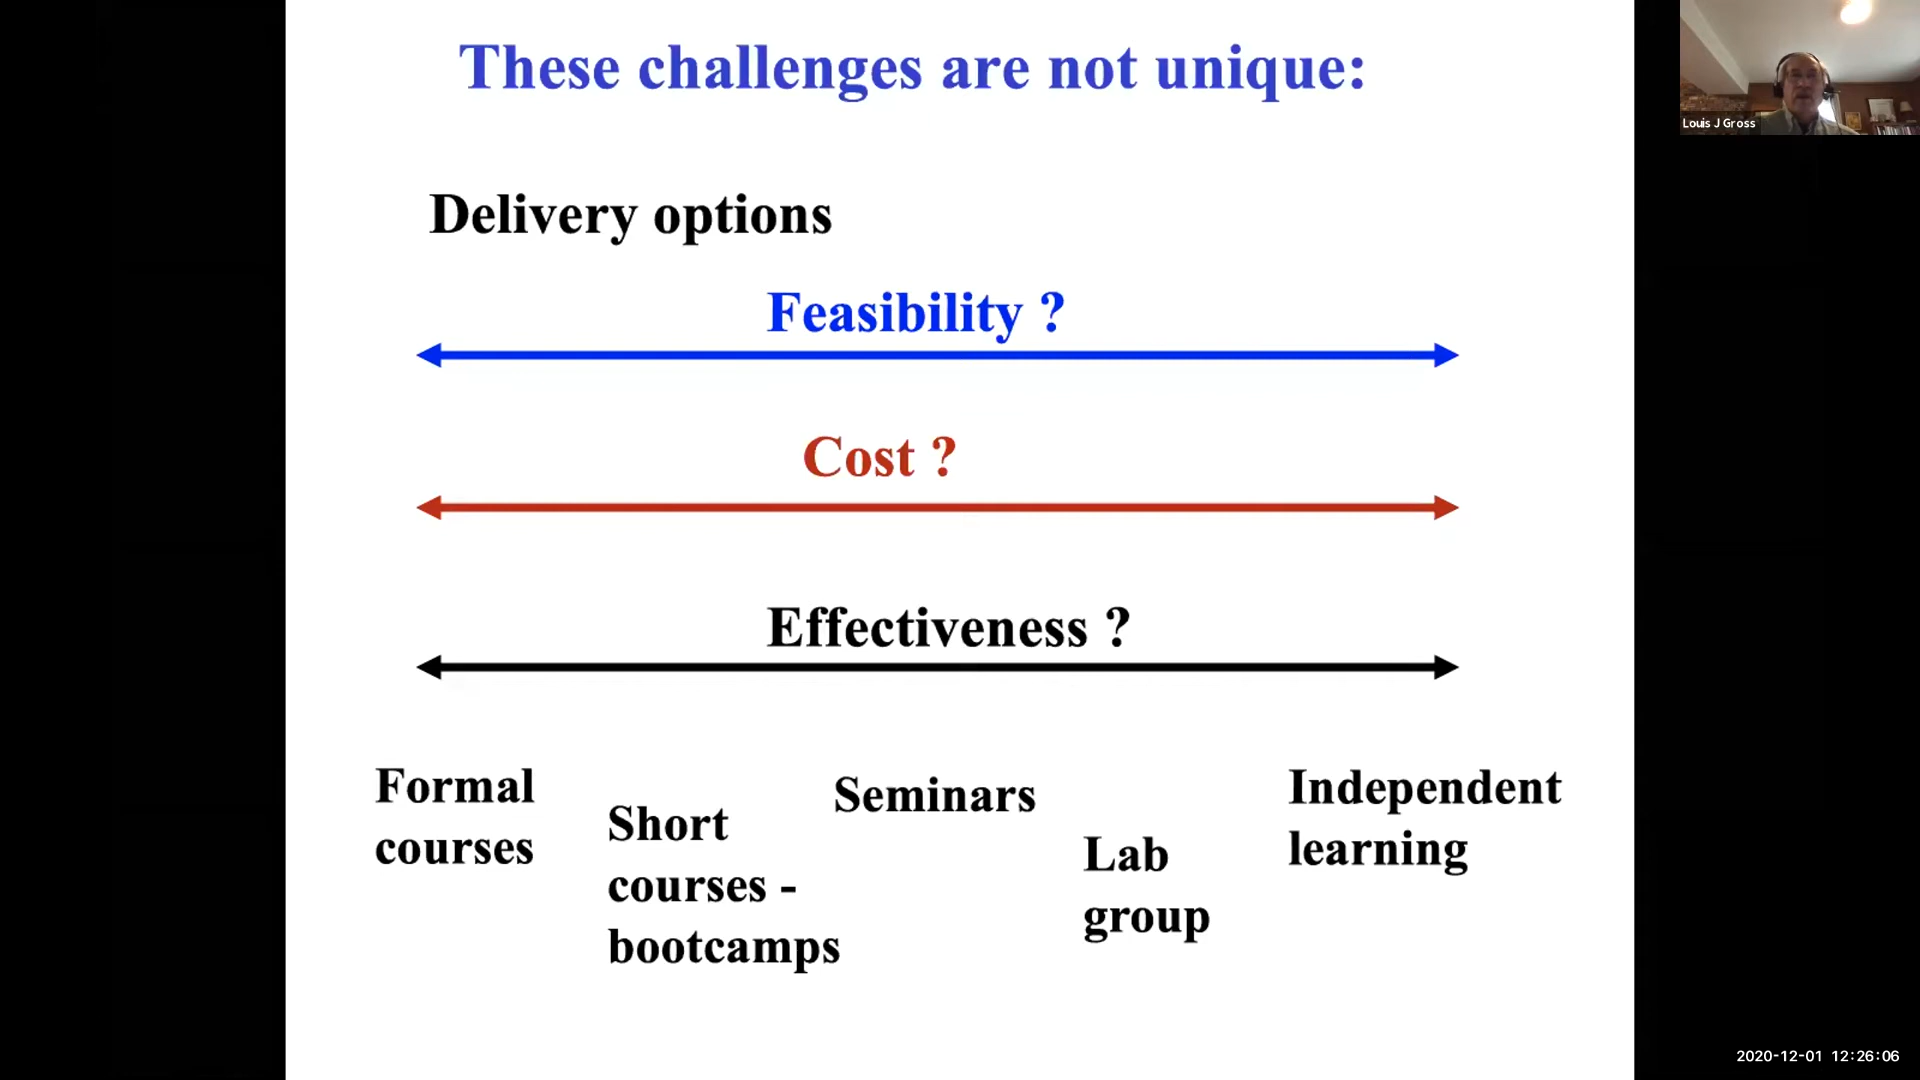 These challenges are not unique:
Louis J Gross
Delivery options
Feasibility ?
Cost ?
Effectiveness ?
Formal
courses
Short
courses -
bootcamps
Seminars
Lab
group
Independent
learning
2020-12-01 12:26:06